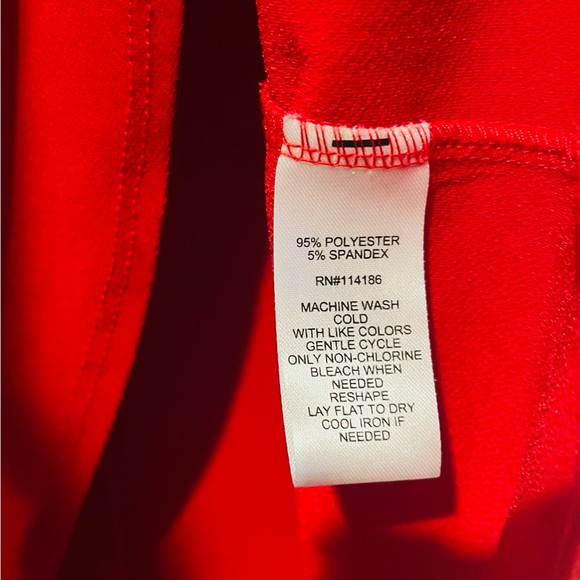 95% POLYESTER
5% SPANDEX
RN#114186
MACHINE WASH
COLD
WITH LIKE COLORS
GENTLE CYCLE
ONLY NON-CHLORINE
BLEACH WHEN
NEEDED
RESHAPE
LAY FLAT TO DRY
COOL IRON IF
NEEDED